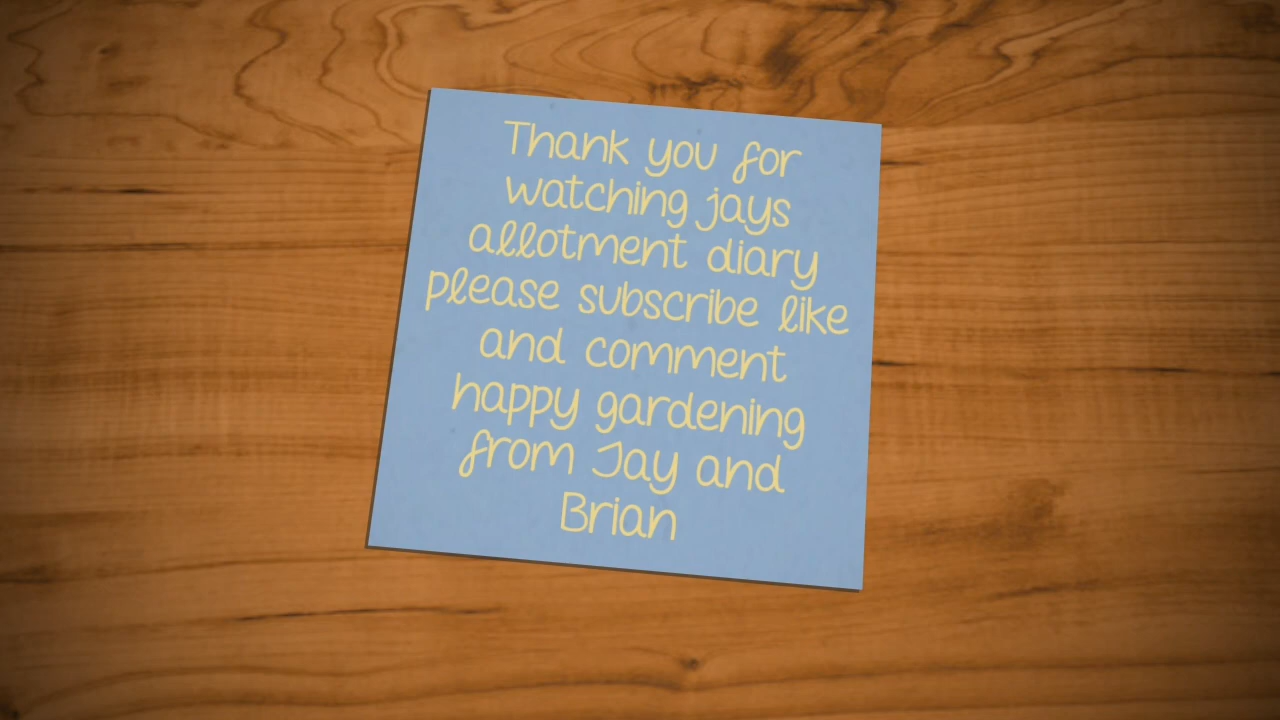 Thank you for
watching jays
allotment diary
please subscribe like
and comment
happy gardening
from Jay and
Brian